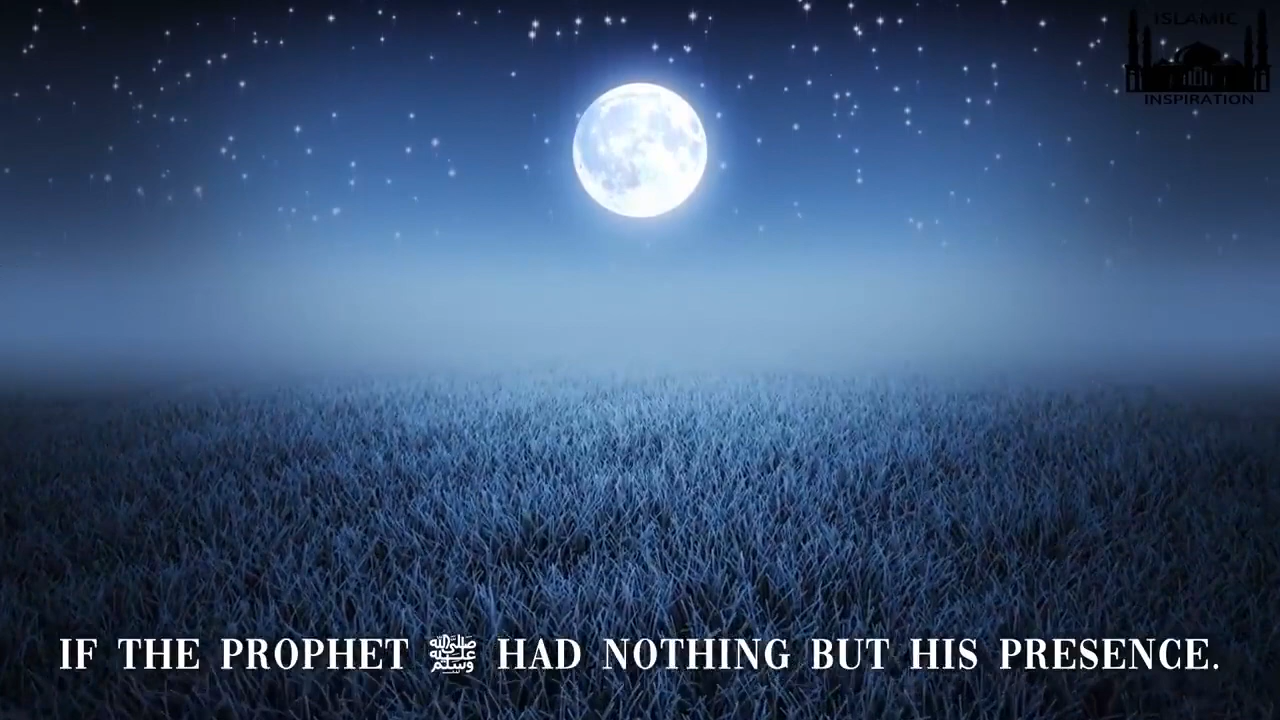 ISLAMIC
INSPIRATION
IF THE PROPHET ﷺ HAD NOTHING BUT HIS PRESENCE.